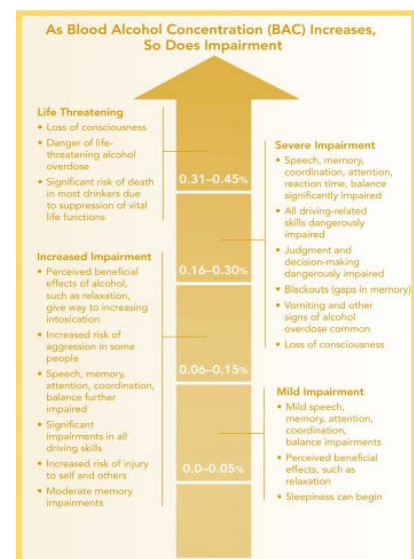 As Blood Alcohol Concentration (BAC) Increases,
So Does Impairment
Life Threatening
• Loss of consciousness
• Danger of life-
threatening alcohol
overdose
• Significant risk of death
in most drinkers due
to suppression of vital
life functions
0.31–0.45%
Severe Impairment
• Speech, memory,
coordination, attention,
reaction time, balance
significantly impaired
• All driving-related
skills dangerously
impaired
• Judgment and
decision-making
dangerously impaired
• Blackouts (gaps in memory)
• Vomiting and other
signs of alcohol
overdose common
• Loss of consciousness
0.16–0.30%
Increased Impairment
• Perceived beneficial
effects of alcohol,
such as relaxation,
give way to increasing
intoxication
• Increased risk of
aggression in some
people
• Speech, memory,
attention, coordination,
balance further
impaired
• Significant
impairments in all
driving skills
• Increased risk of injury
to self and others
• Moderate memory
impairments
0.06–0.15%
Mild Impairment
• Mild speech,
memory, attention,
coordination,
balance impairments
• Perceived beneficial
effects, such as
relaxation
• Sleepiness can begin
0.0–0.05%